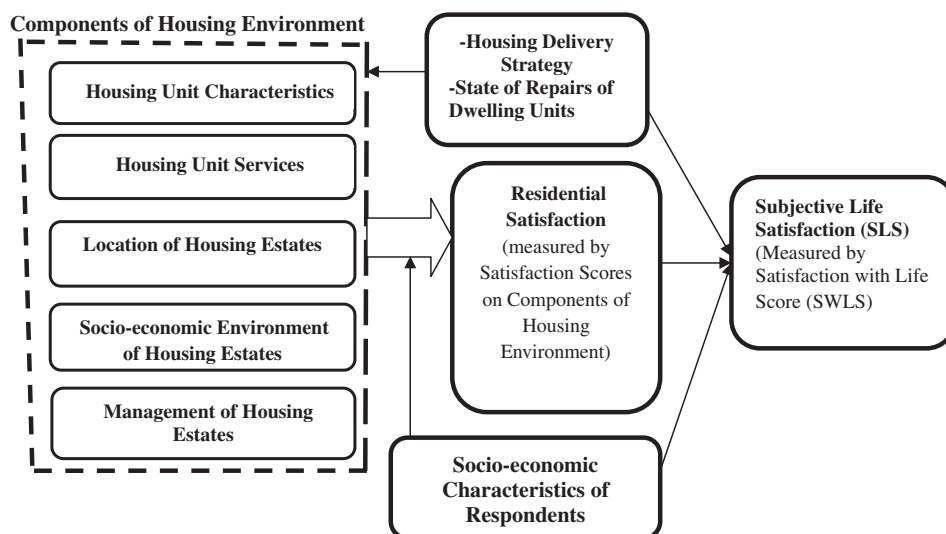 Components of Housing Environment
Housing Unit Characteristics
Housing Unit Services
Location of Housing Estates
Socio-economic Environment
of Housing Estates
Management of Housing
Estates
-Housing Delivery
Strategy
-State of Repairs of
Dwelling Units
Residential
Satisfaction
(measured by
Satisfaction Scores
on Components of
Housing
Environment)
Socio-economic
Characteristics of
Respondents
Subjective Life
Satisfaction (SLS)
(Measured by
Satisfaction with Life
Score (SWLS)